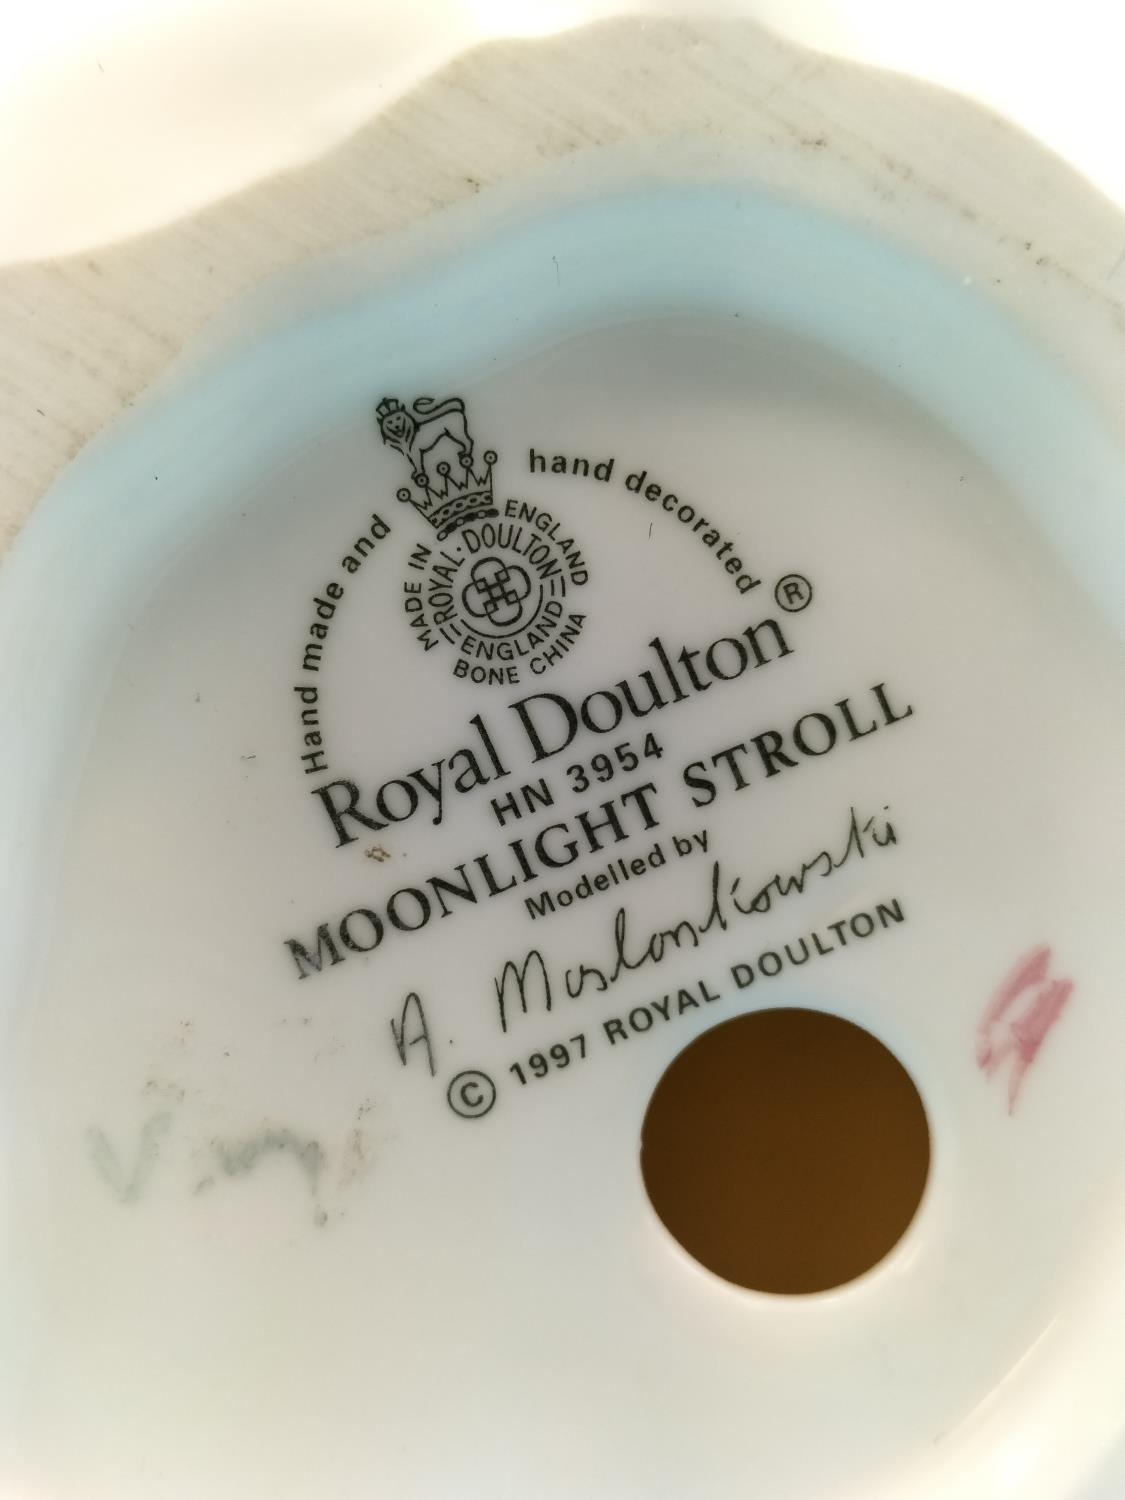 Hand made and hand decorated
MADE IN ENGLAND
ROYAL·DOULTON
ENGLAND
BONE CHINA
Royal Doulton ®
HN 3954
MOONLIGHT STROLL
Modelled by
A. Maslankowski
© 1997 ROYAL DOULTON